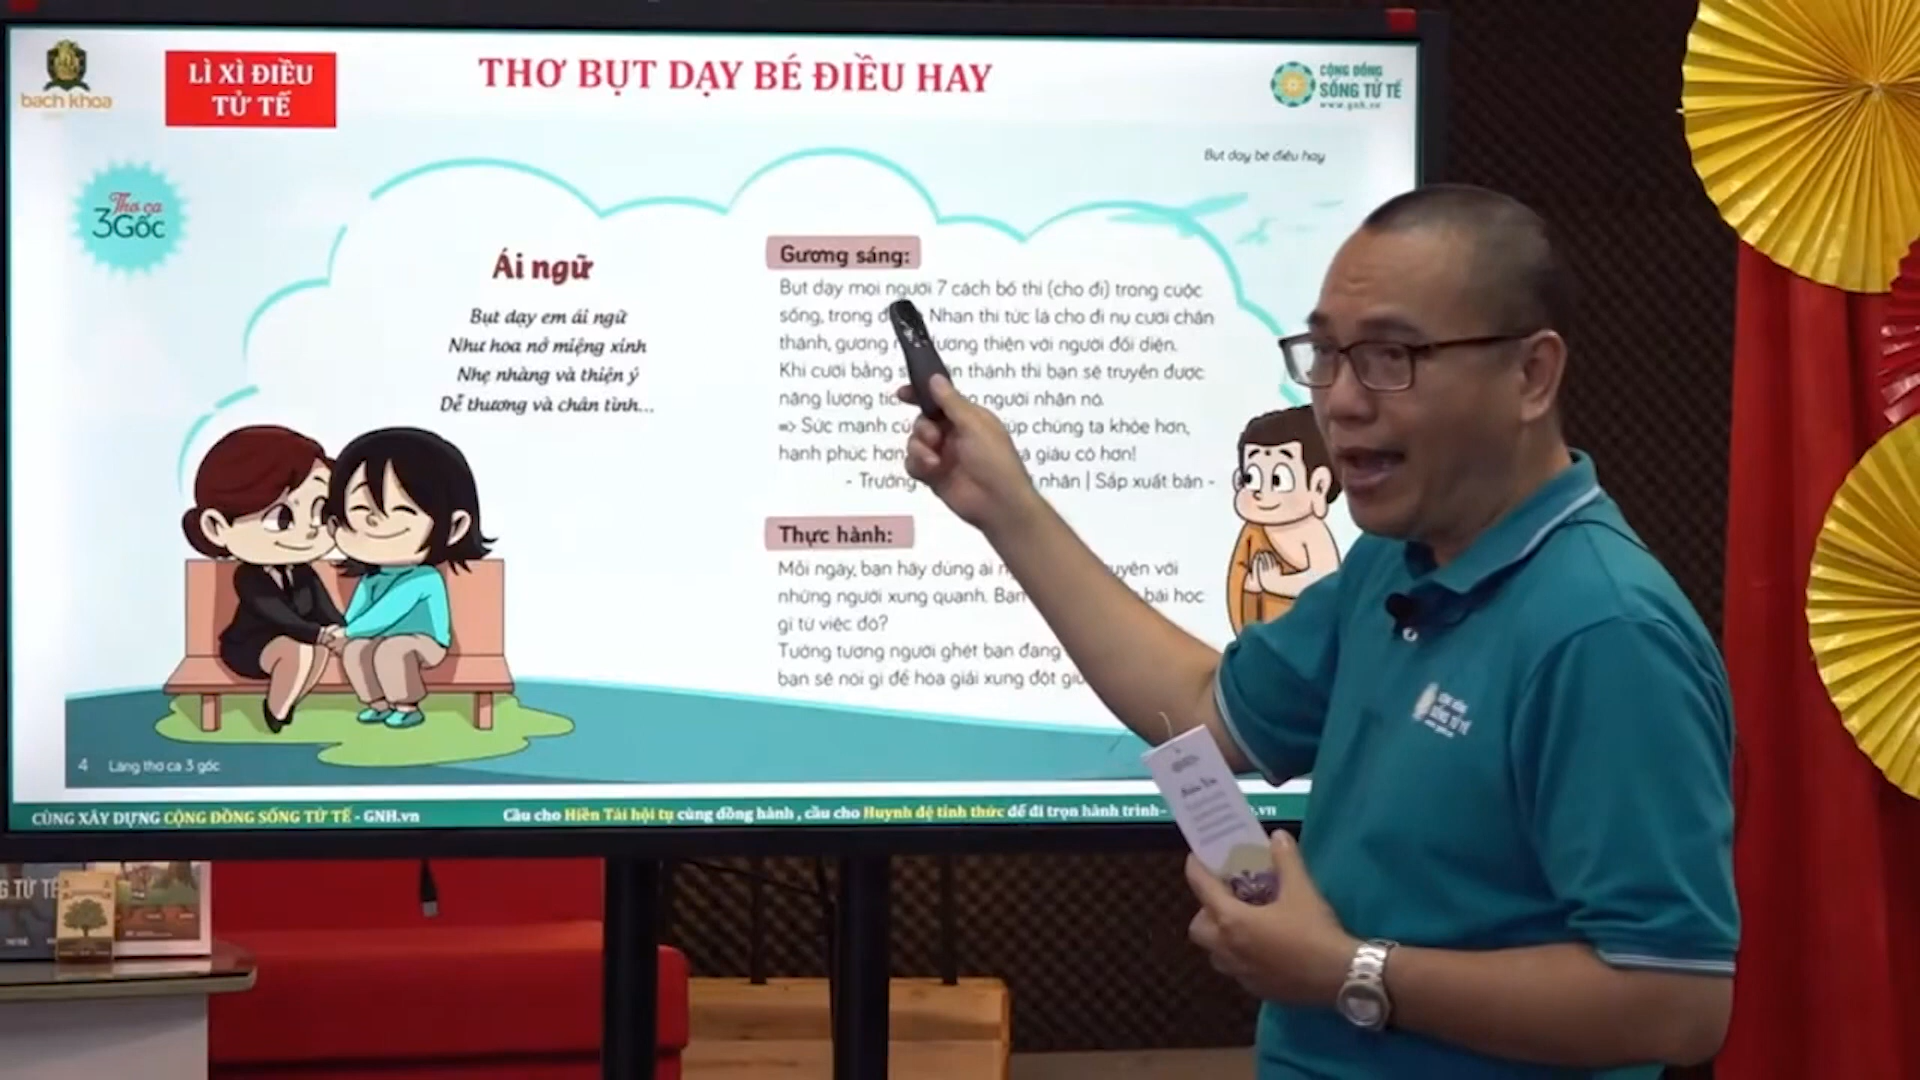 bach khoa
LÌ XÌ ĐIỀU
TỬ TẾ
THƠ BỤT DẠY BÉ ĐIỀU HAY
CỘNG ĐỒNG
SỐNG TỬ TẾ
www.gnh.vn
Bụt dạy bé điều hay
Thơ ca
3Gốc
Ái ngữ
Bụt dạy em ái ngữ
Như hoa nở miệng xinh
Nhẹ nhàng và thiện ý
Dễ thương và chân tình...
Gương sáng:
Bụt dạy mọi người 7 cách bố thí (cho đi) trong cuộc
sống, trong Nhan thí tức là cho đi nụ cười chân
thành, gương lương thiện với người đối diện.
Khi cười bằng thành thì bạn sẽ truyền được
năng lượng người nhận nó.
=> Sức mạnh giúp chúng ta khỏe hơn,
hạnh phúc hơn, giàu có hơn!
- Trưởng nhân | Sắp xuất bản -
Thực hành:
Mỗi ngày, bạn hãy dùng ái với
những người xung quanh. Bạn bài học
gì từ việc đó?
Tưởng tượng người ghét bạn đang
bạn sẽ nói gì để hóa giải xung đột
4 Làng thơ ca 3 gốc
CÙNG XÂY DỰNG CỘNG ĐỒNG SỐNG TỬ TẾ - GNH.vn
Cầu cho Hiền Tài hội tụ cùng đồng hành, cầu cho Huynh đệ tỉnh thức để đi trọn hành trình- .vn
SỐNG TỬ TẾ